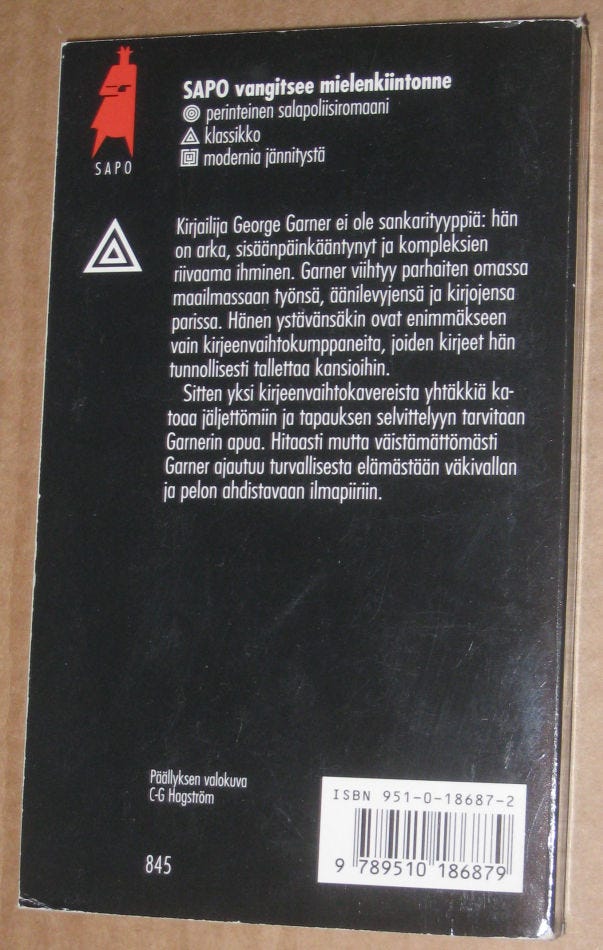 SAPO
SAPO vangitsee mielenkiintonne
perinteinen salapoliisiromaani
klassikko
modernia jännitystä
Kirjailija George Garner ei ole sankarityyppiä: hän
on arka, sisäänpäinkääntynyt ja kompleksien
riivaama ihminen. Garner viihtyy parhaiten omassa
maailmassaan työnsä, äänilevyjensä ja kirjojensa
parissa. Hänen ystävänsäkin ovat enimmäkseen
vain kirjeenvaihtokumppaneita, joiden kirjeet hän
tunnollisesti tallettaa kansioihin.
Sitten yksi kirjeenvaihtokavereista yhtäkkiä ka-
toaa jäljettömiin ja tapauksen selvittelyyn tarvitaan
Garnerin apua. Hitaasti mutta väistämättömästi
Garner ajautuu turvallisesta elämästään väkivallan
ja pelon ahdistavaan ilmapiiriin.
Päällyksen valokuva
C-G Hagström
845
ISBN 951-0-18687-2
9 789510 186879